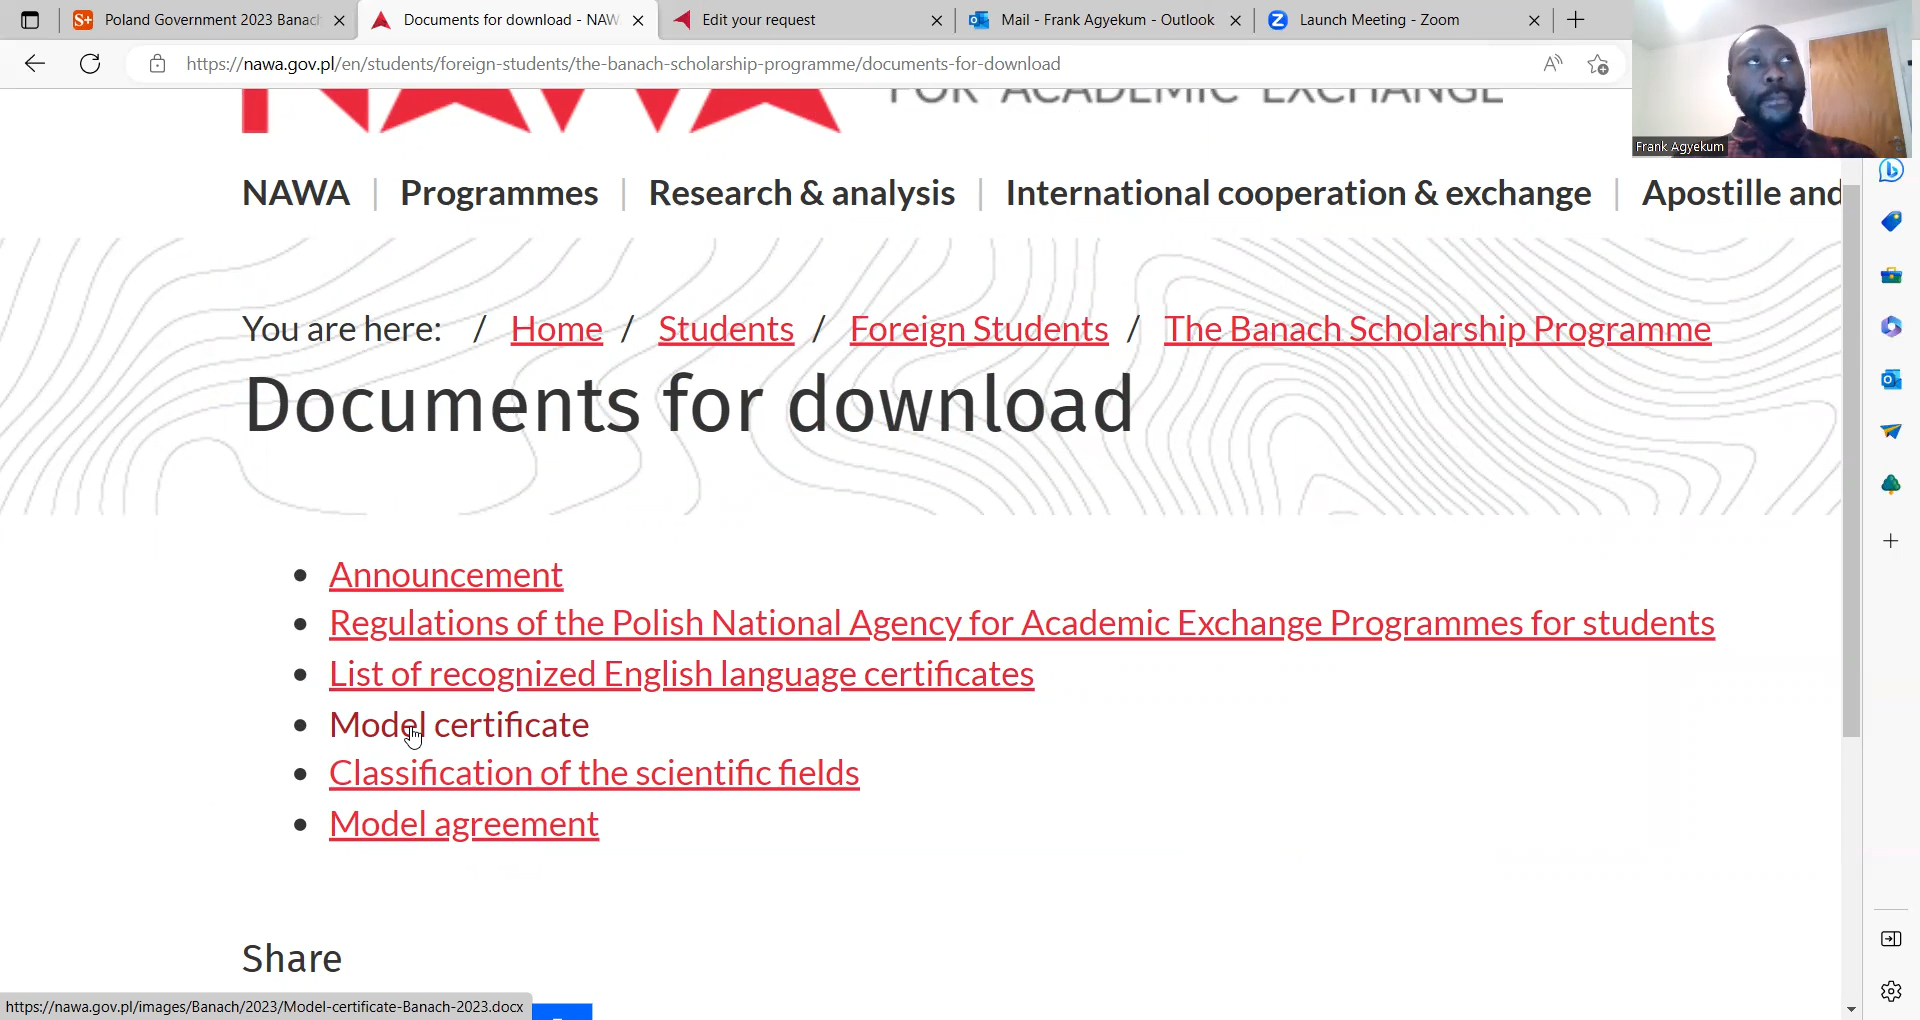 Poland Government 2023 Banach
Documents for download - NAW
Edit your request
Mail - Frank Agyekum - Outlook
Launch Meeting - Zoom
https://nawa.gov.pl/en/students/foreign-students/the-banach-scholarship-programme/documents-for-download
Frank Agyekum
NAWA
FOR ACADEMIC EXCHANGE
NAWA | Programmes | Research & analysis | International cooperation & exchange | Apostille and
You are here: / Home / Students / Foreign Students / The Banach Scholarship Programme
Documents for download
Announcement
Regulations of the Polish National Agency for Academic Exchange Programmes for students
List of recognized English language certificates
Model certificate
Classification of the scientific fields
Model agreement
Share
https://nawa.gov.pl/images/Banach/2023/Model-certificate-Banach-2023.docx